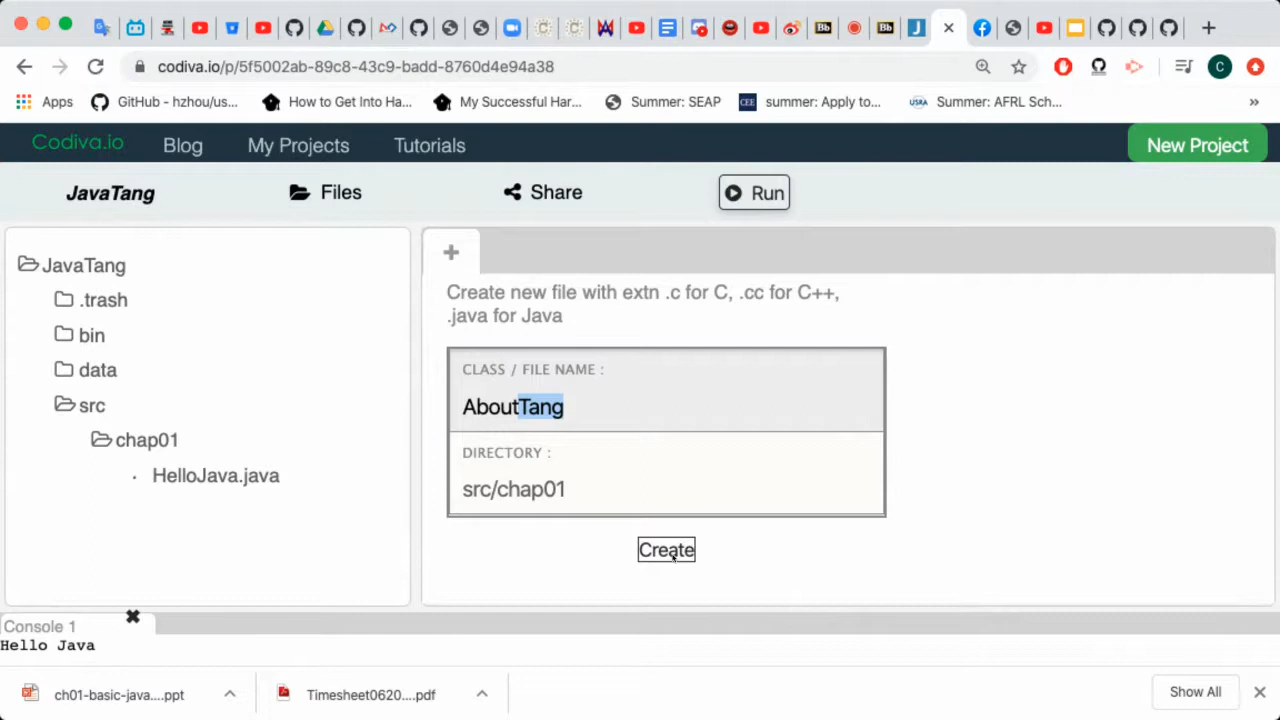 codiva.io/p/5f5002ab-89c8-43c9-badd-8760d4e94a38
C
Apps
GitHub - hzhou/us...
How to Get Into Ha...
My Successful Har...
Summer: SEAP
CEE
summer: Apply to...
USRA
Summer: AFRL Sch...
»
Codiva.io
Blog
My Projects
Tutorials
New Project
JavaTang
Files
Share
Run
JavaTang
.trash
bin
data
src
chap01
HelloJava.java
+
Create new file with extn .c for C, .cc for C++,
.java for Java
CLASS / FILE NAME :
AboutTang
DIRECTORY :
src/chap01
Create
Console 1
Hello Java
ch01-basic-java....ppt
Timesheet0620....pdf
Show All